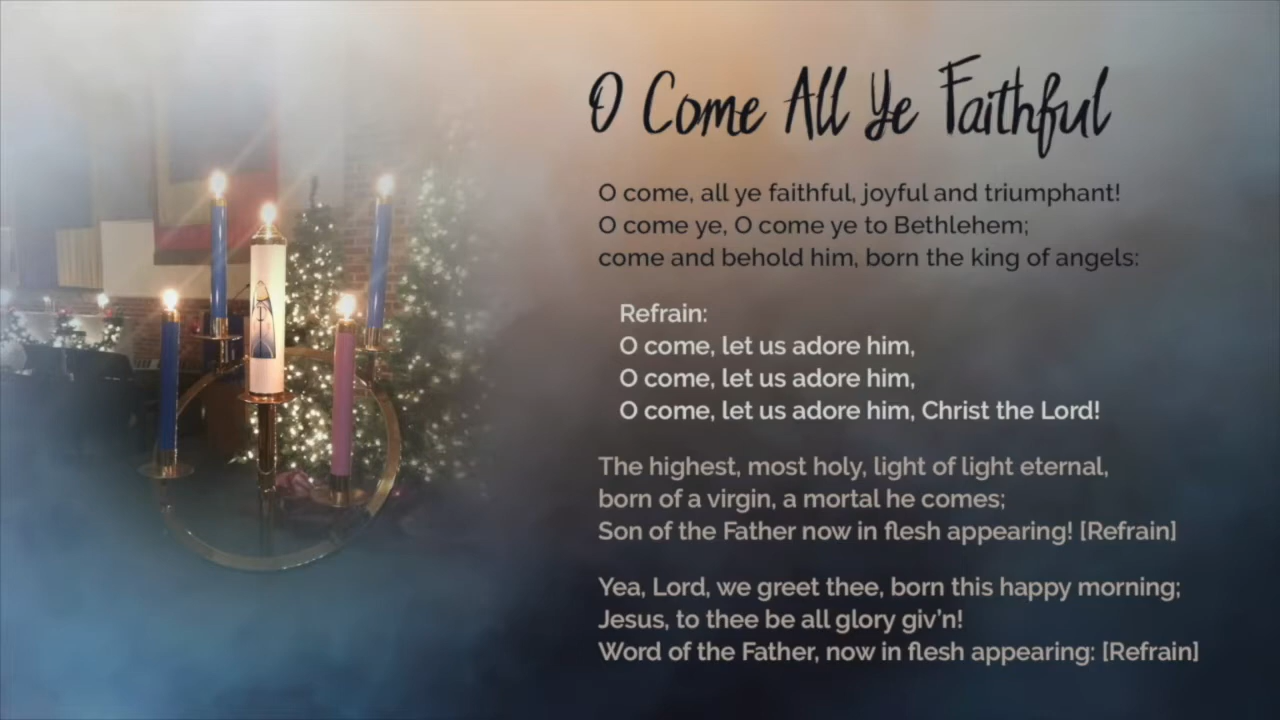 O Come All Ye Faithful
O come, all ye faithful, joyful and triumphant!
O come ye, O come ye to Bethlehem;
come and behold him, born the king of angels:
Refrain:
O come, let us adore him,
O come, let us adore him,
O come, let us adore him, Christ the Lord!
The highest, most holy, light of light eternal,
born of a virgin, a mortal he comes;
Son of the Father now in flesh appearing! [Refrain]
Yea, Lord, we greet thee, born this happy morning;
Jesus, to thee be all glory giv'n!
Word of the Father, now in flesh appearing: [Refrain]